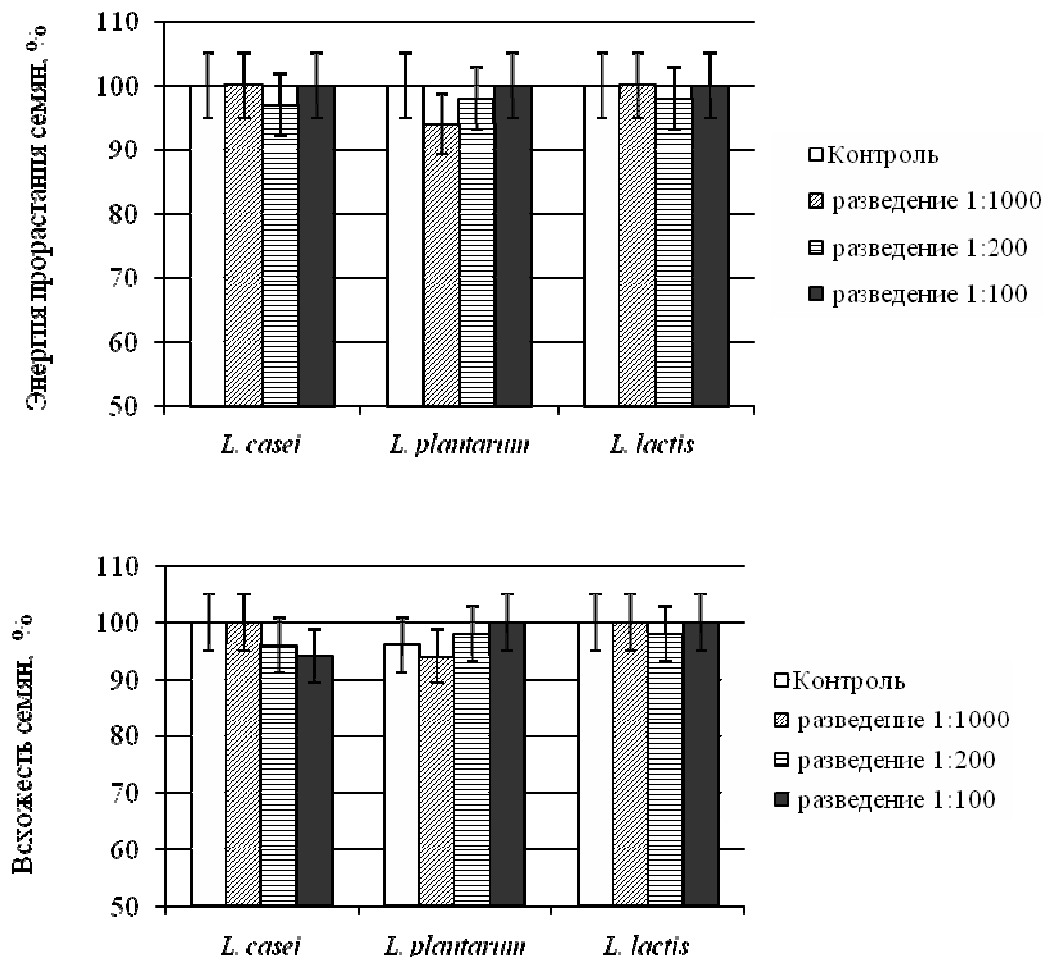 Энергия прорастания семян, %
110
100
90
80
70
60
50
L. casei
L. plantarum
L. lactis
Контроль
разведение 1:1000
разведение 1:200
разведение 1:100
Всхожесть семян, %
110
100
90
80
70
60
50
L. casei
L. plantarum
L. lactis
Контроль
разведение 1:1000
разведение 1:200
разведение 1:100